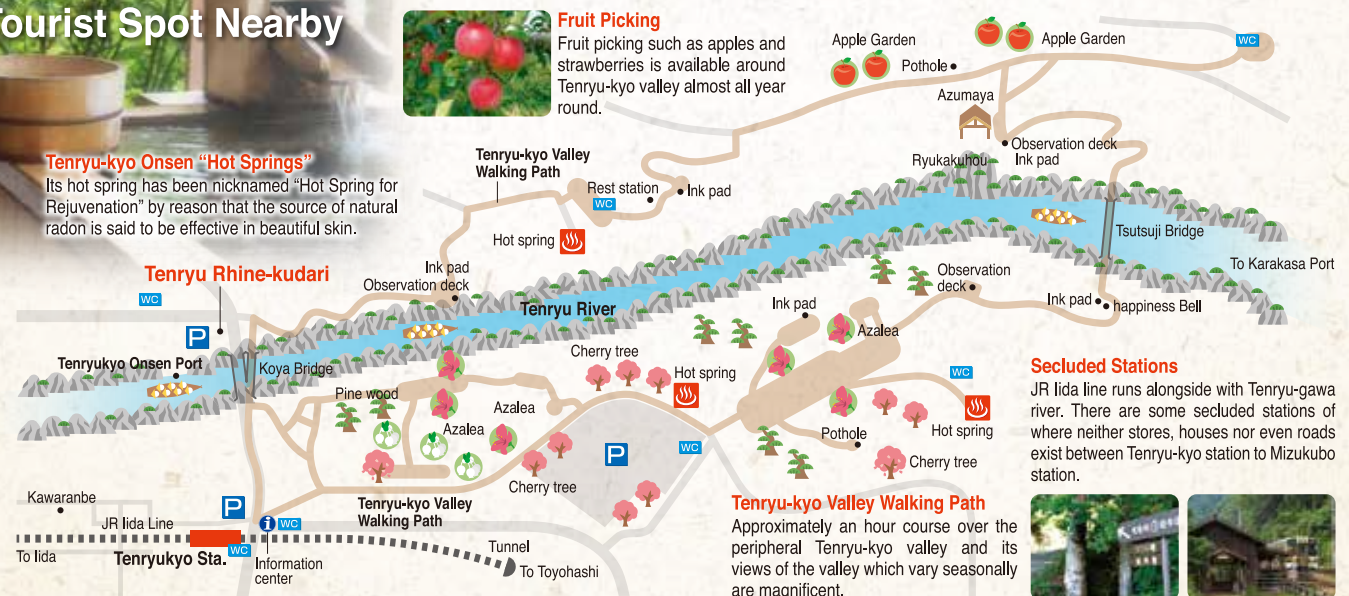 Tourist Spot Nearby
Fruit Picking
Fruit picking such as apples and
strawberries is available around
Tenryu-kyo valley almost all year
round.
Tenryu-kyo Onsen “Hot Springs”
Its hot spring has been nicknamed “Hot Spring for
Rejuvenation” by reason that the source of natural
radon is said to be effective in beautiful skin.
Apple Garden
Apple Garden
WC
Pothole
Azumaya
Observation deck
Ink pad
Ryukakuhou
Tenryu-kyo Valley
Walking Path
Rest station
WC
Ink pad
Hot spring
Tsutsuji Bridge
To Karakasa Port
Tenryu Rhine-kudari
WC
P
Ink pad
Observation deck
Tenryu River
Observation
deck
Ink pad
happiness Bell
Ink pad
Azalea
Tenryukyo Onsen Port
Koya Bridge
Cherry tree
Hot spring
Pine wood
Azalea
Azalea
WC
Hot spring
Pothole
Cherry tree
P
WC
Cherry tree
Secluded Stations
JR Iida line runs alongside with Tenryu-gawa
river. There are some secluded stations of
where neither stores, houses nor even roads
exist between Tenryu-kyo station to Mizukubo
station.
Tenryu-kyo Valley
Walking Path
Kawaranbe
P
JR Iida Line
i
WC
To Iida
Tenryukyo Sta.
WC
Information
center
Tunnel
To Toyohashi
Tenryu-kyo Valley Walking Path
Approximately an hour course over the
peripheral Tenryu-kyo valley and its
views of the valley which vary seasonally
are magnificent.